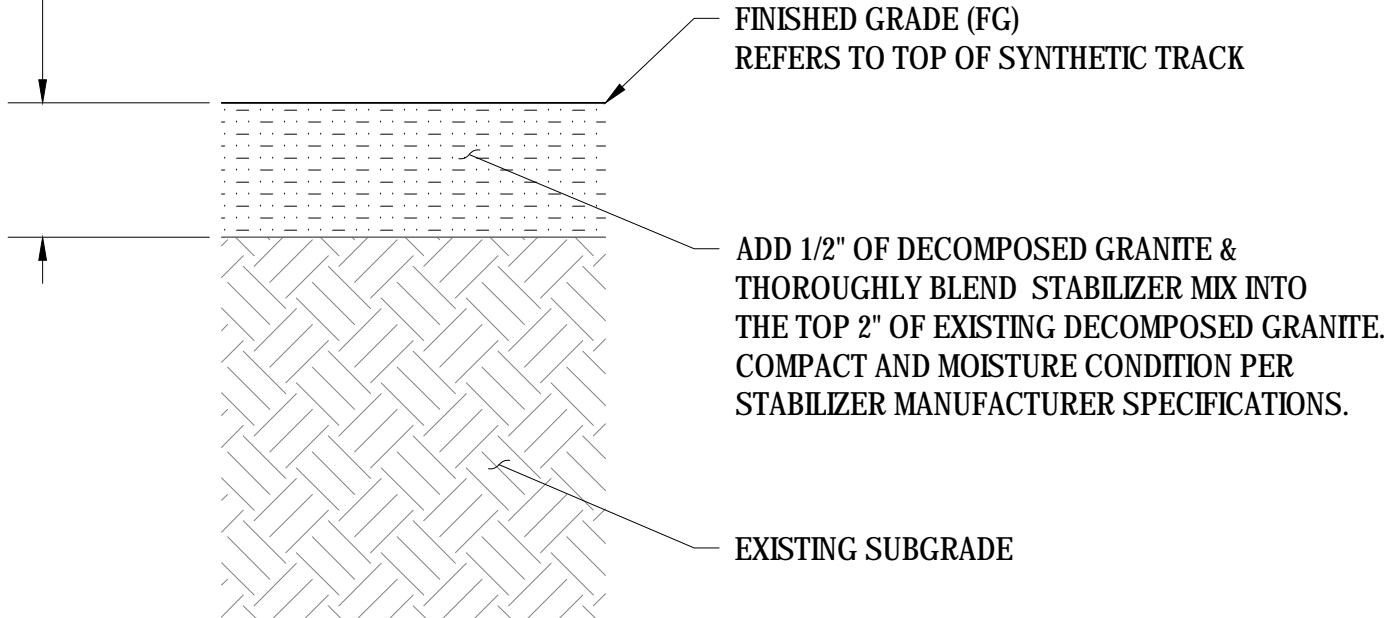 FINISHED GRADE (FG)
REFERS TO TOP OF SYNTHETIC TRACK
ADD 1/2" OF DECOMPOSED GRANITE &
THOROUGHLY BLEND STABILIZER MIX INTO
THE TOP 2" OF EXISTING DECOMPOSED GRANITE.
COMPACT AND MOISTURE CONDITION PER
STABILIZER MANUFACTURER SPECIFICATIONS.
EXISTING SUBGRADE